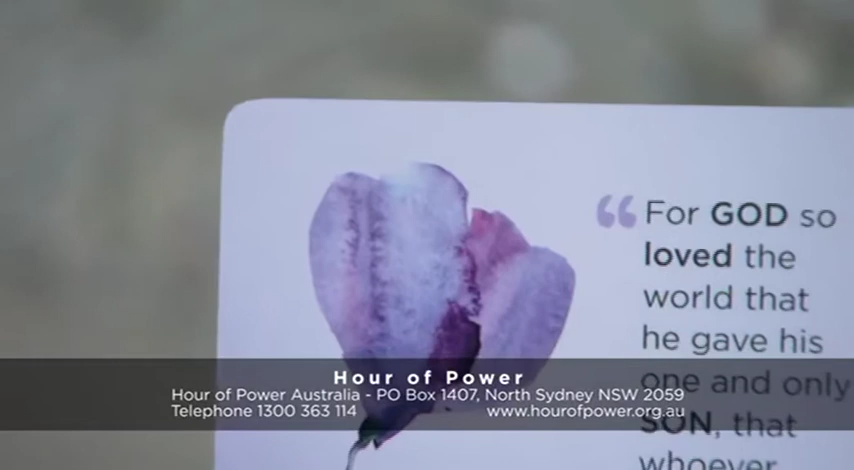 “For GOD so
loved the
world that
he gave his
one and only
SON, that
whoever
Hour of Power
Hour of Power Australia - PO Box 1407, North Sydney NSW 2059
Telephone 1300 363 114 www.hourofpower.org.au